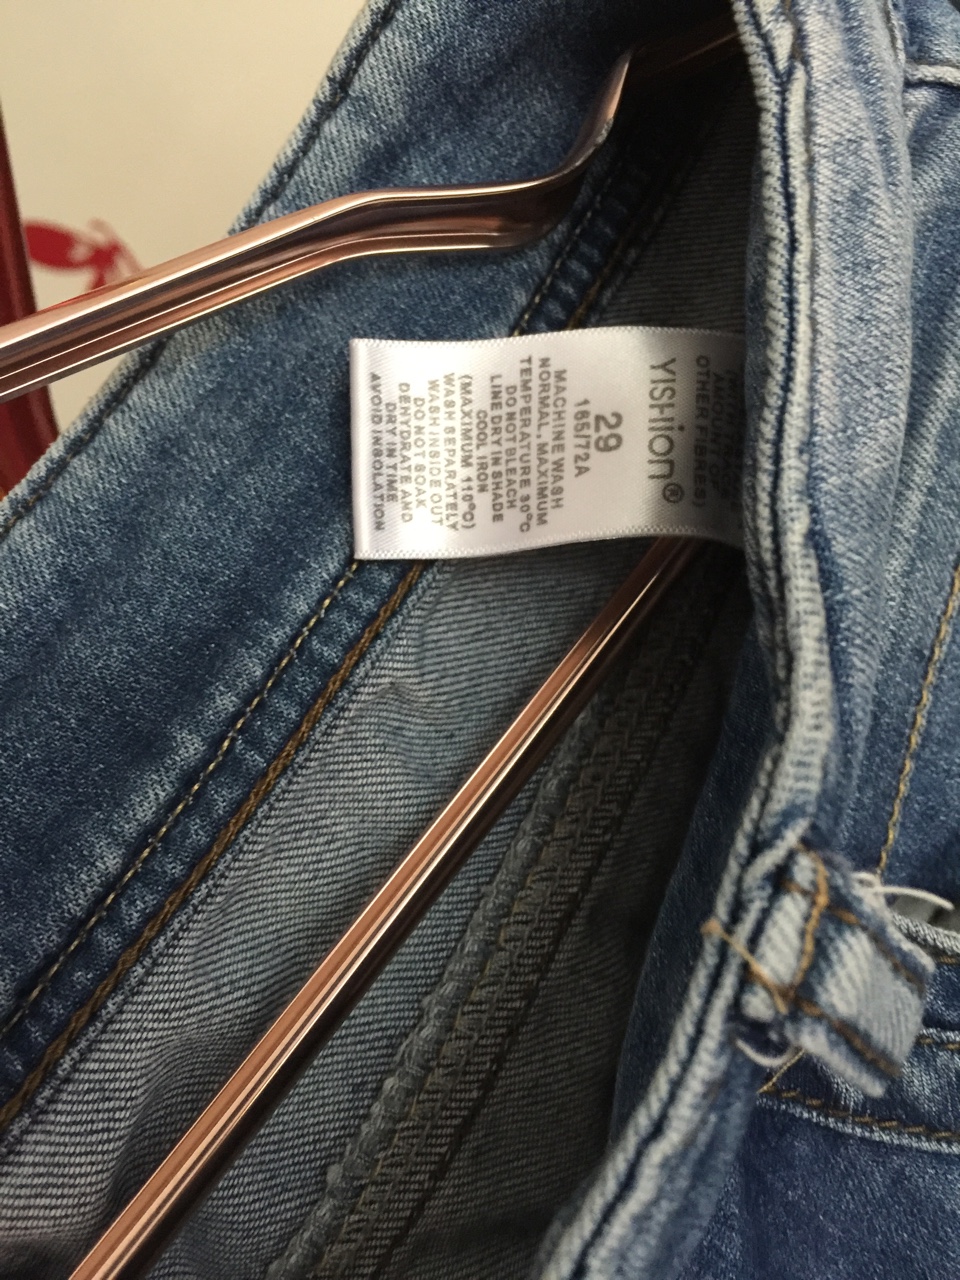 AMOUNT OF
OTHER FIBRES)
YISHION®
29
165/72A
MACHINE WASH
NORMAL, MAXIMUM
TEMPERATURE 30°C
DO NOT BLEACH
LINE DRY IN SHADE
COOL IRON
(MAXIMUM 110°C)
WASH SEPARATELY
WASH INSIDE OUT
DO NOT SOAK
DEHYDRATE AND
DRY IN TIME
AVOID INSOLATION